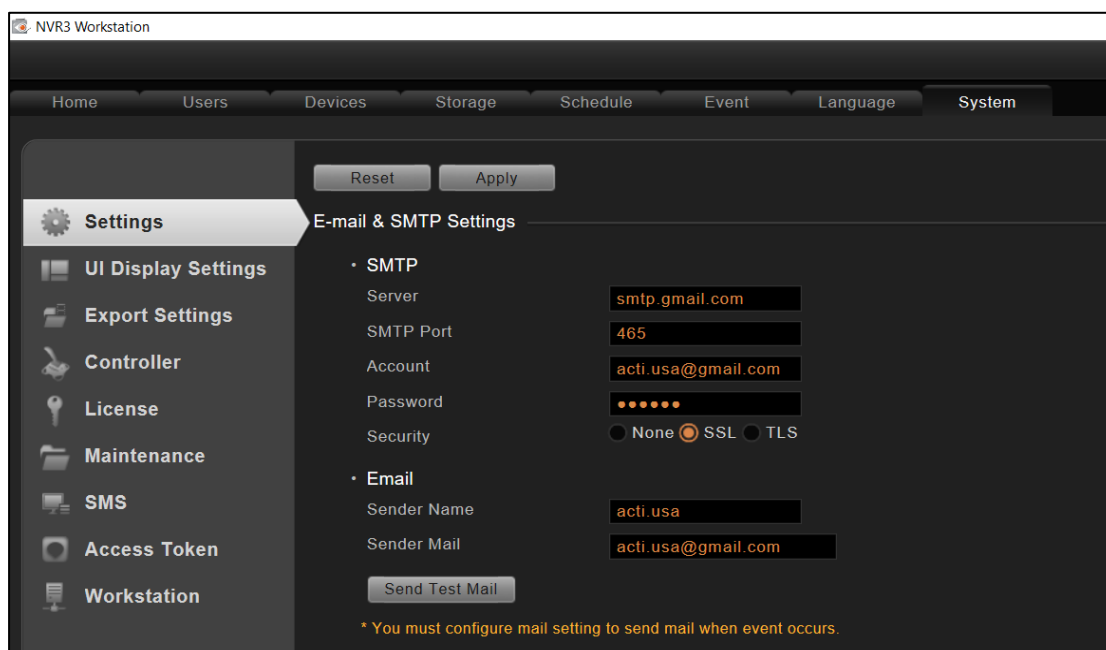 NVR3 Workstation
Home Users Devices Storage Schedule Event Language System
Reset Apply
Settings
UI Display Settings
Export Settings
Controller
License
Maintenance
SMS
Access Token
Workstation
E-mail & SMTP Settings
• SMTP
Server smtp.gmail.com
SMTP Port 465
Account acti.usa@gmail.com
Password ••••••
Security None SSL TLS
• Email
Sender Name acti.usa
Sender Mail acti.usa@gmail.com
Send Test Mail
* You must configure mail setting to send mail when event occurs.